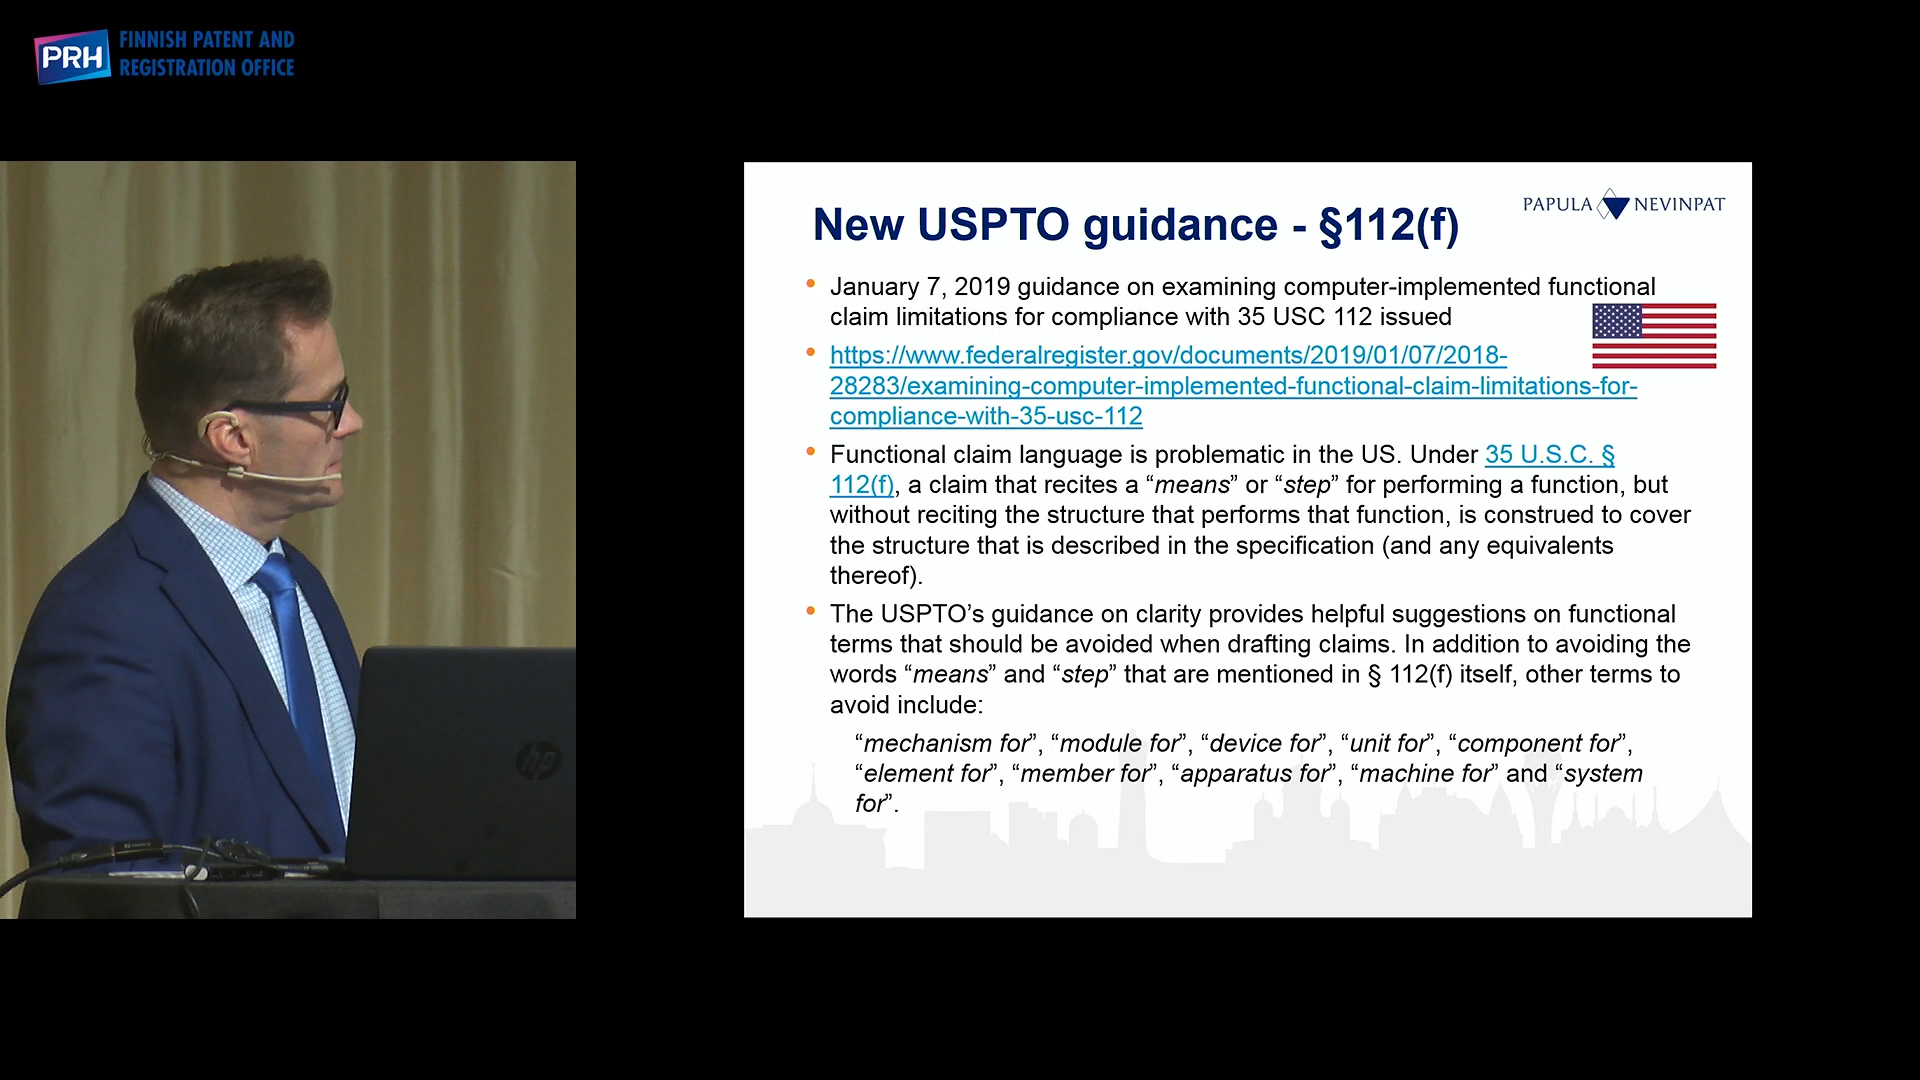 PRH
FINNISH PATENT AND
REGISTRATION OFFICE
PAPULA NEVINPAT
New USPTO guidance - §112(f)
• January 7, 2019 guidance on examining computer-implemented functional
claim limitations for compliance with 35 USC 112 issued
• https://www.federalregister.gov/documents/2019/01/07/2018-
28283/examining-computer-implemented-functional-claim-limitations-for-
compliance-with-35-usc-112
• Functional claim language is problematic in the US. Under 35 U.S.C. §
112(f), a claim that recites a “means” or “step” for performing a function, but
without reciting the structure that performs that function, is construed to cover
the structure that is described in the specification (and any equivalents
thereof).
• The USPTO’s guidance on clarity provides helpful suggestions on functional
terms that should be avoided when drafting claims. In addition to avoiding the
words “means” and “step” that are mentioned in § 112(f) itself, other terms to
avoid include:
“mechanism for”, “module for”, “device for”, “unit for”, “component for”,
“element for”, “member for”, “apparatus for”, “machine for” and “system
for”.
hp